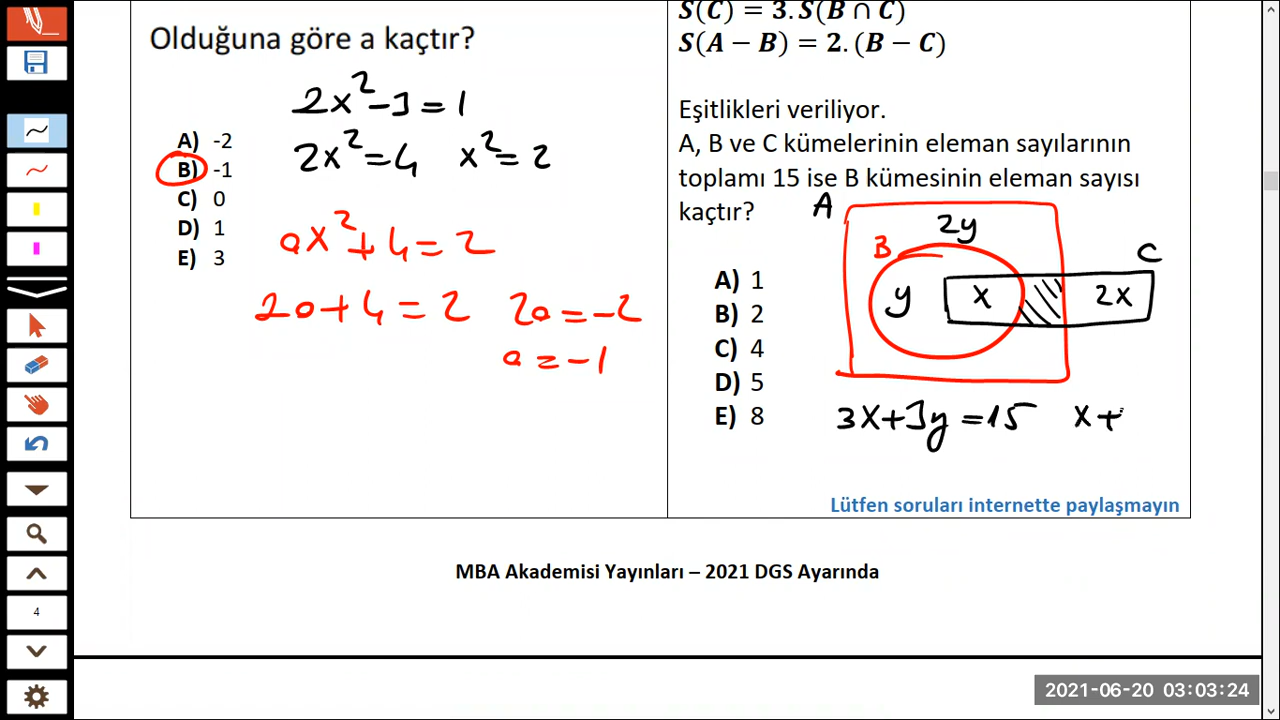 Olduğuna göre a kaçtır?
2x²-3=1
2x²=4 x²=2
A) -2
B) -1
C) 0
D) 1
E) 3
ax²+4=2
2a+4=2 2a=-2
a=-1
S(C) = 3.S(B ∩ C)
S(A − B) = 2.(B − C)
Eşitlikleri veriliyor.
A, B ve C kümelerinin eleman sayılarının
toplamı 15 ise B kümesinin eleman sayısı
kaçtır?
A
2y
B
C
y x 2x
A) 1
B) 2
C) 4
D) 5
E) 8
3x+3y=15 x+
Lütfen soruları internette paylaşmayın
MBA Akademisi Yayınları – 2021 DGS Ayarında
4
2021-06-20 03:03:24